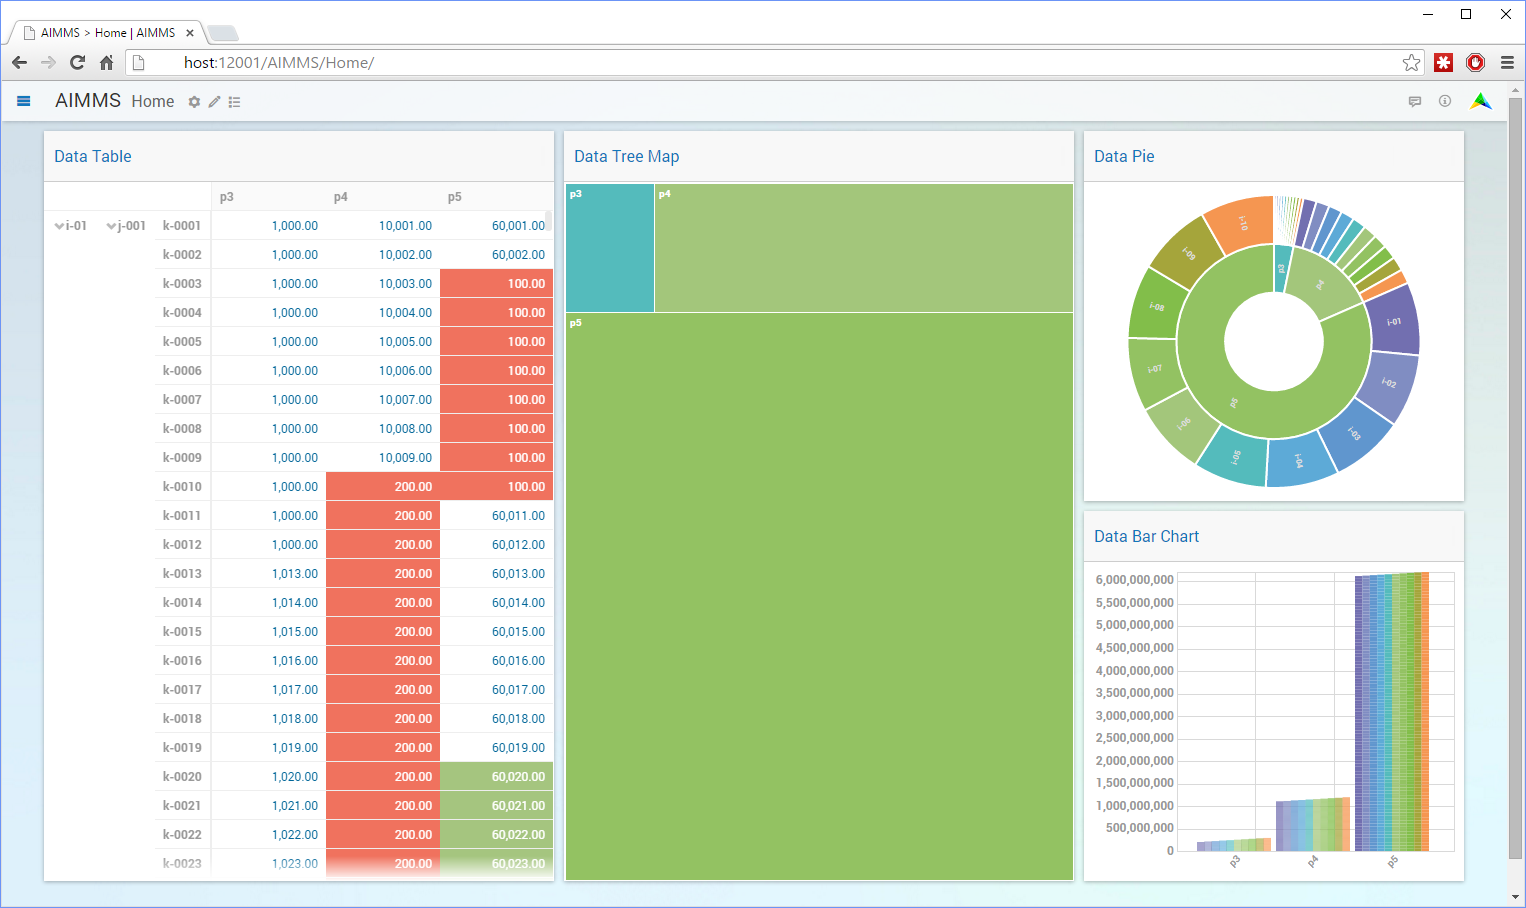 AIMMS > Home | AIMMS
host:12001/AIMMS/Home/
AIMMS Home
Data Table
p3 p4 p5
i-01 j-001 k-0001 1,000.00 10,001.00 60,001.00
k-0002 1,000.00 10,002.00 60,002.00
k-0003 1,000.00 10,003.00 100.00
k-0004 1,000.00 10,004.00 100.00
k-0005 1,000.00 10,005.00 100.00
k-0006 1,000.00 10,006.00 100.00
k-0007 1,000.00 10,007.00 100.00
k-0008 1,000.00 10,008.00 100.00
k-0009 1,000.00 10,009.00 100.00
k-0010 1,000.00 200.00 100.00
k-0011 1,000.00 200.00 60,011.00
k-0012 1,000.00 200.00 60,012.00
k-0013 1,013.00 200.00 60,013.00
k-0014 1,014.00 200.00 60,014.00
k-0015 1,015.00 200.00 60,015.00
k-0016 1,016.00 200.00 60,016.00
k-0017 1,017.00 200.00 60,017.00
k-0018 1,018.00 200.00 60,018.00
k-0019 1,019.00 200.00 60,019.00
k-0020 1,020.00 200.00 60,020.00
k-0021 1,021.00 200.00 60,021.00
k-0022 1,022.00 200.00 60,022.00
k-0023 1,023.00 200.00 60,023.00
Data Tree Map
p3 p4
p5
Data Pie
p3
p4
p5
i-01
i-02
i-03
i-04
i-05
i-06
i-07
i-08
i-09
i-10
Data Bar Chart
6,000,000,000
5,500,000,000
5,000,000,000
4,500,000,000
4,000,000,000
3,500,000,000
3,000,000,000
2,500,000,000
2,000,000,000
1,500,000,000
1,000,000,000
500,000,000
0
p3 p4 p5